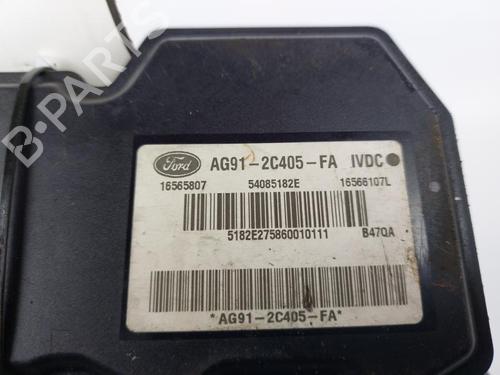 Ford AG91-2C405-FA IVDC
16565807 54085182E 16566107L
5182E275860010111 B47QA
*AG91-2C405-FA*
B-PARTS